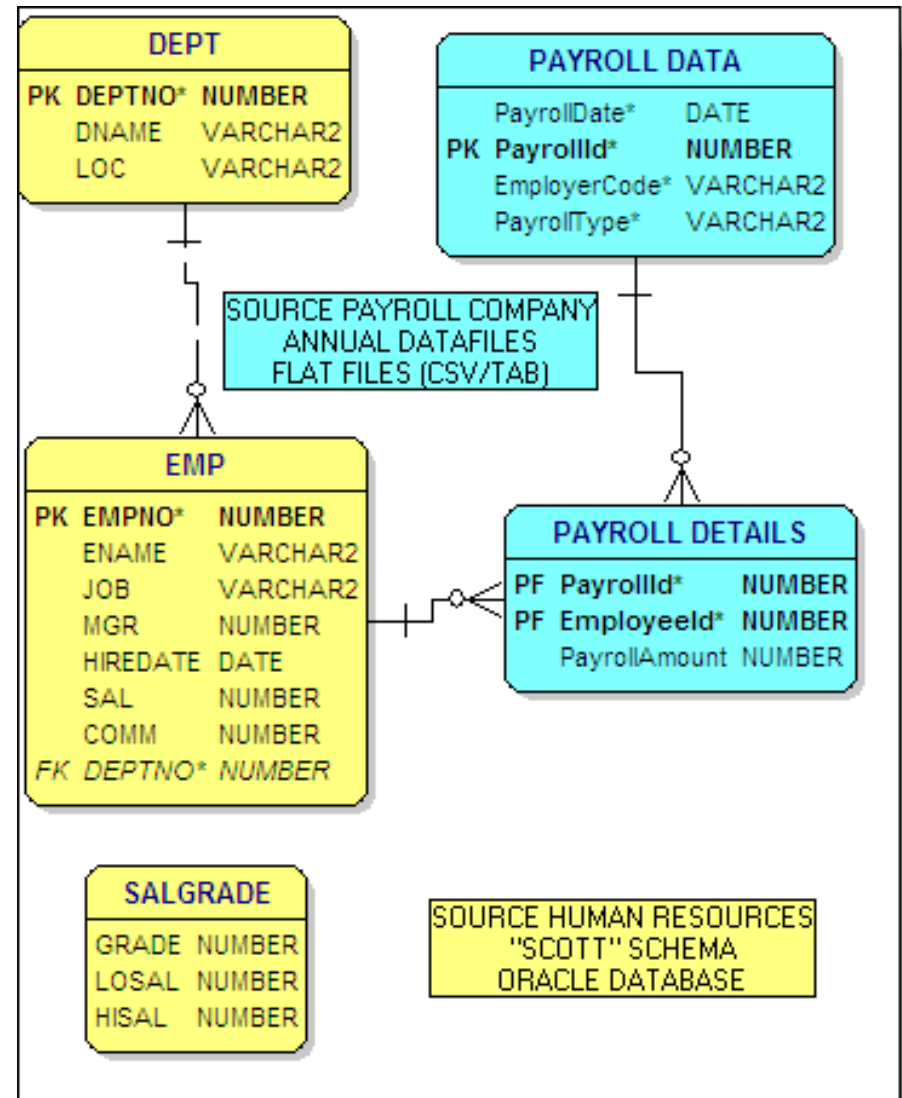 DEPT
PK DEPTNO* NUMBER
DNAME VARCHAR2
LOC VARCHAR2
PAYROLL DATA
PayrollDate* DATE
PK PayrollId* NUMBER
EmployerCode* VARCHAR2
PayrollType* VARCHAR2
SOURCE PAYROLL COMPANY
ANNUAL DATAFILES
FLAT FILES (CSV/TAB)
EMP
PK EMPNO* NUMBER
ENAME VARCHAR2
JOB VARCHAR2
MGR NUMBER
HIREDATE DATE
SAL NUMBER
COMM NUMBER
FK DEPTNO* NUMBER
PAYROLL DETAILS
PF PayrollId* NUMBER
PF EmployeeId* NUMBER
PayrollAmount NUMBER
SALGRADE
GRADE NUMBER
LOSAL NUMBER
HISAL NUMBER
SOURCE HUMAN RESOURCES
"SCOTT" SCHEMA
ORACLE DATABASE